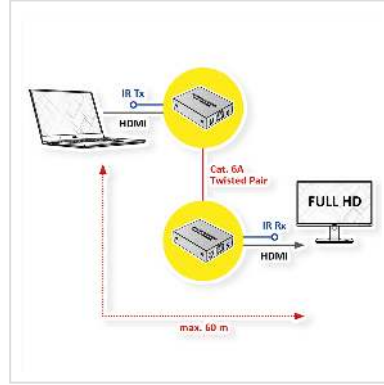 IR Tx
HDMI
Cat. 6A
Twisted Pair
FULL HD
IR Rx
HDMI
max. 60 m